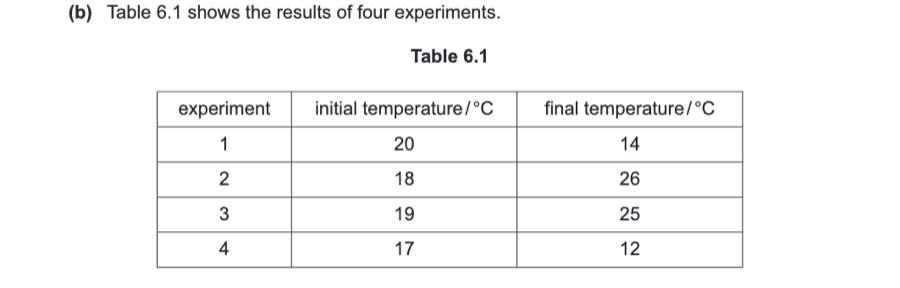 (b) Table 6.1 shows the results of four experiments.
Table 6.1
experiment initial temperature / °C final temperature / °C
1 20 14
2 18 26
3 19 25
4 17 12